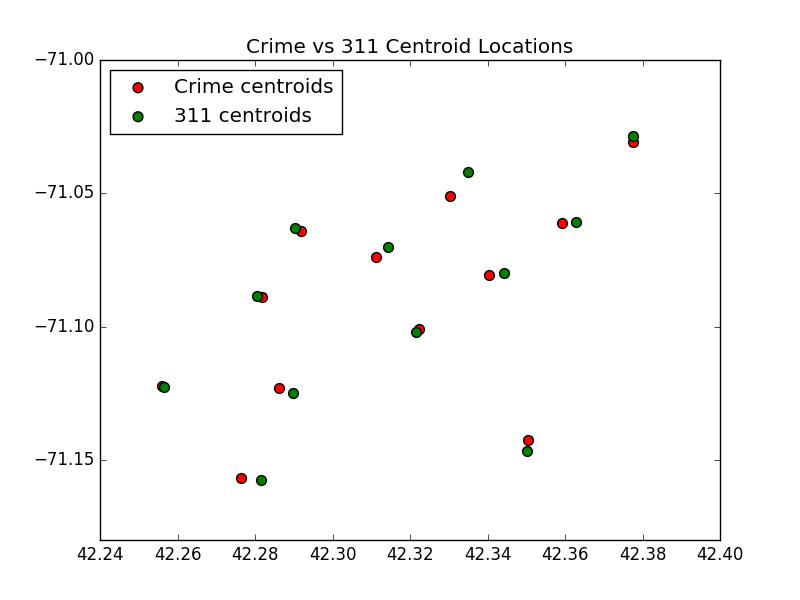 Crime vs 311 Centroid Locations
Crime centroids
311 centroids
−71.00
−71.05
−71.10
−71.15
42.24 42.26 42.28 42.30 42.32 42.34 42.36 42.38 42.40